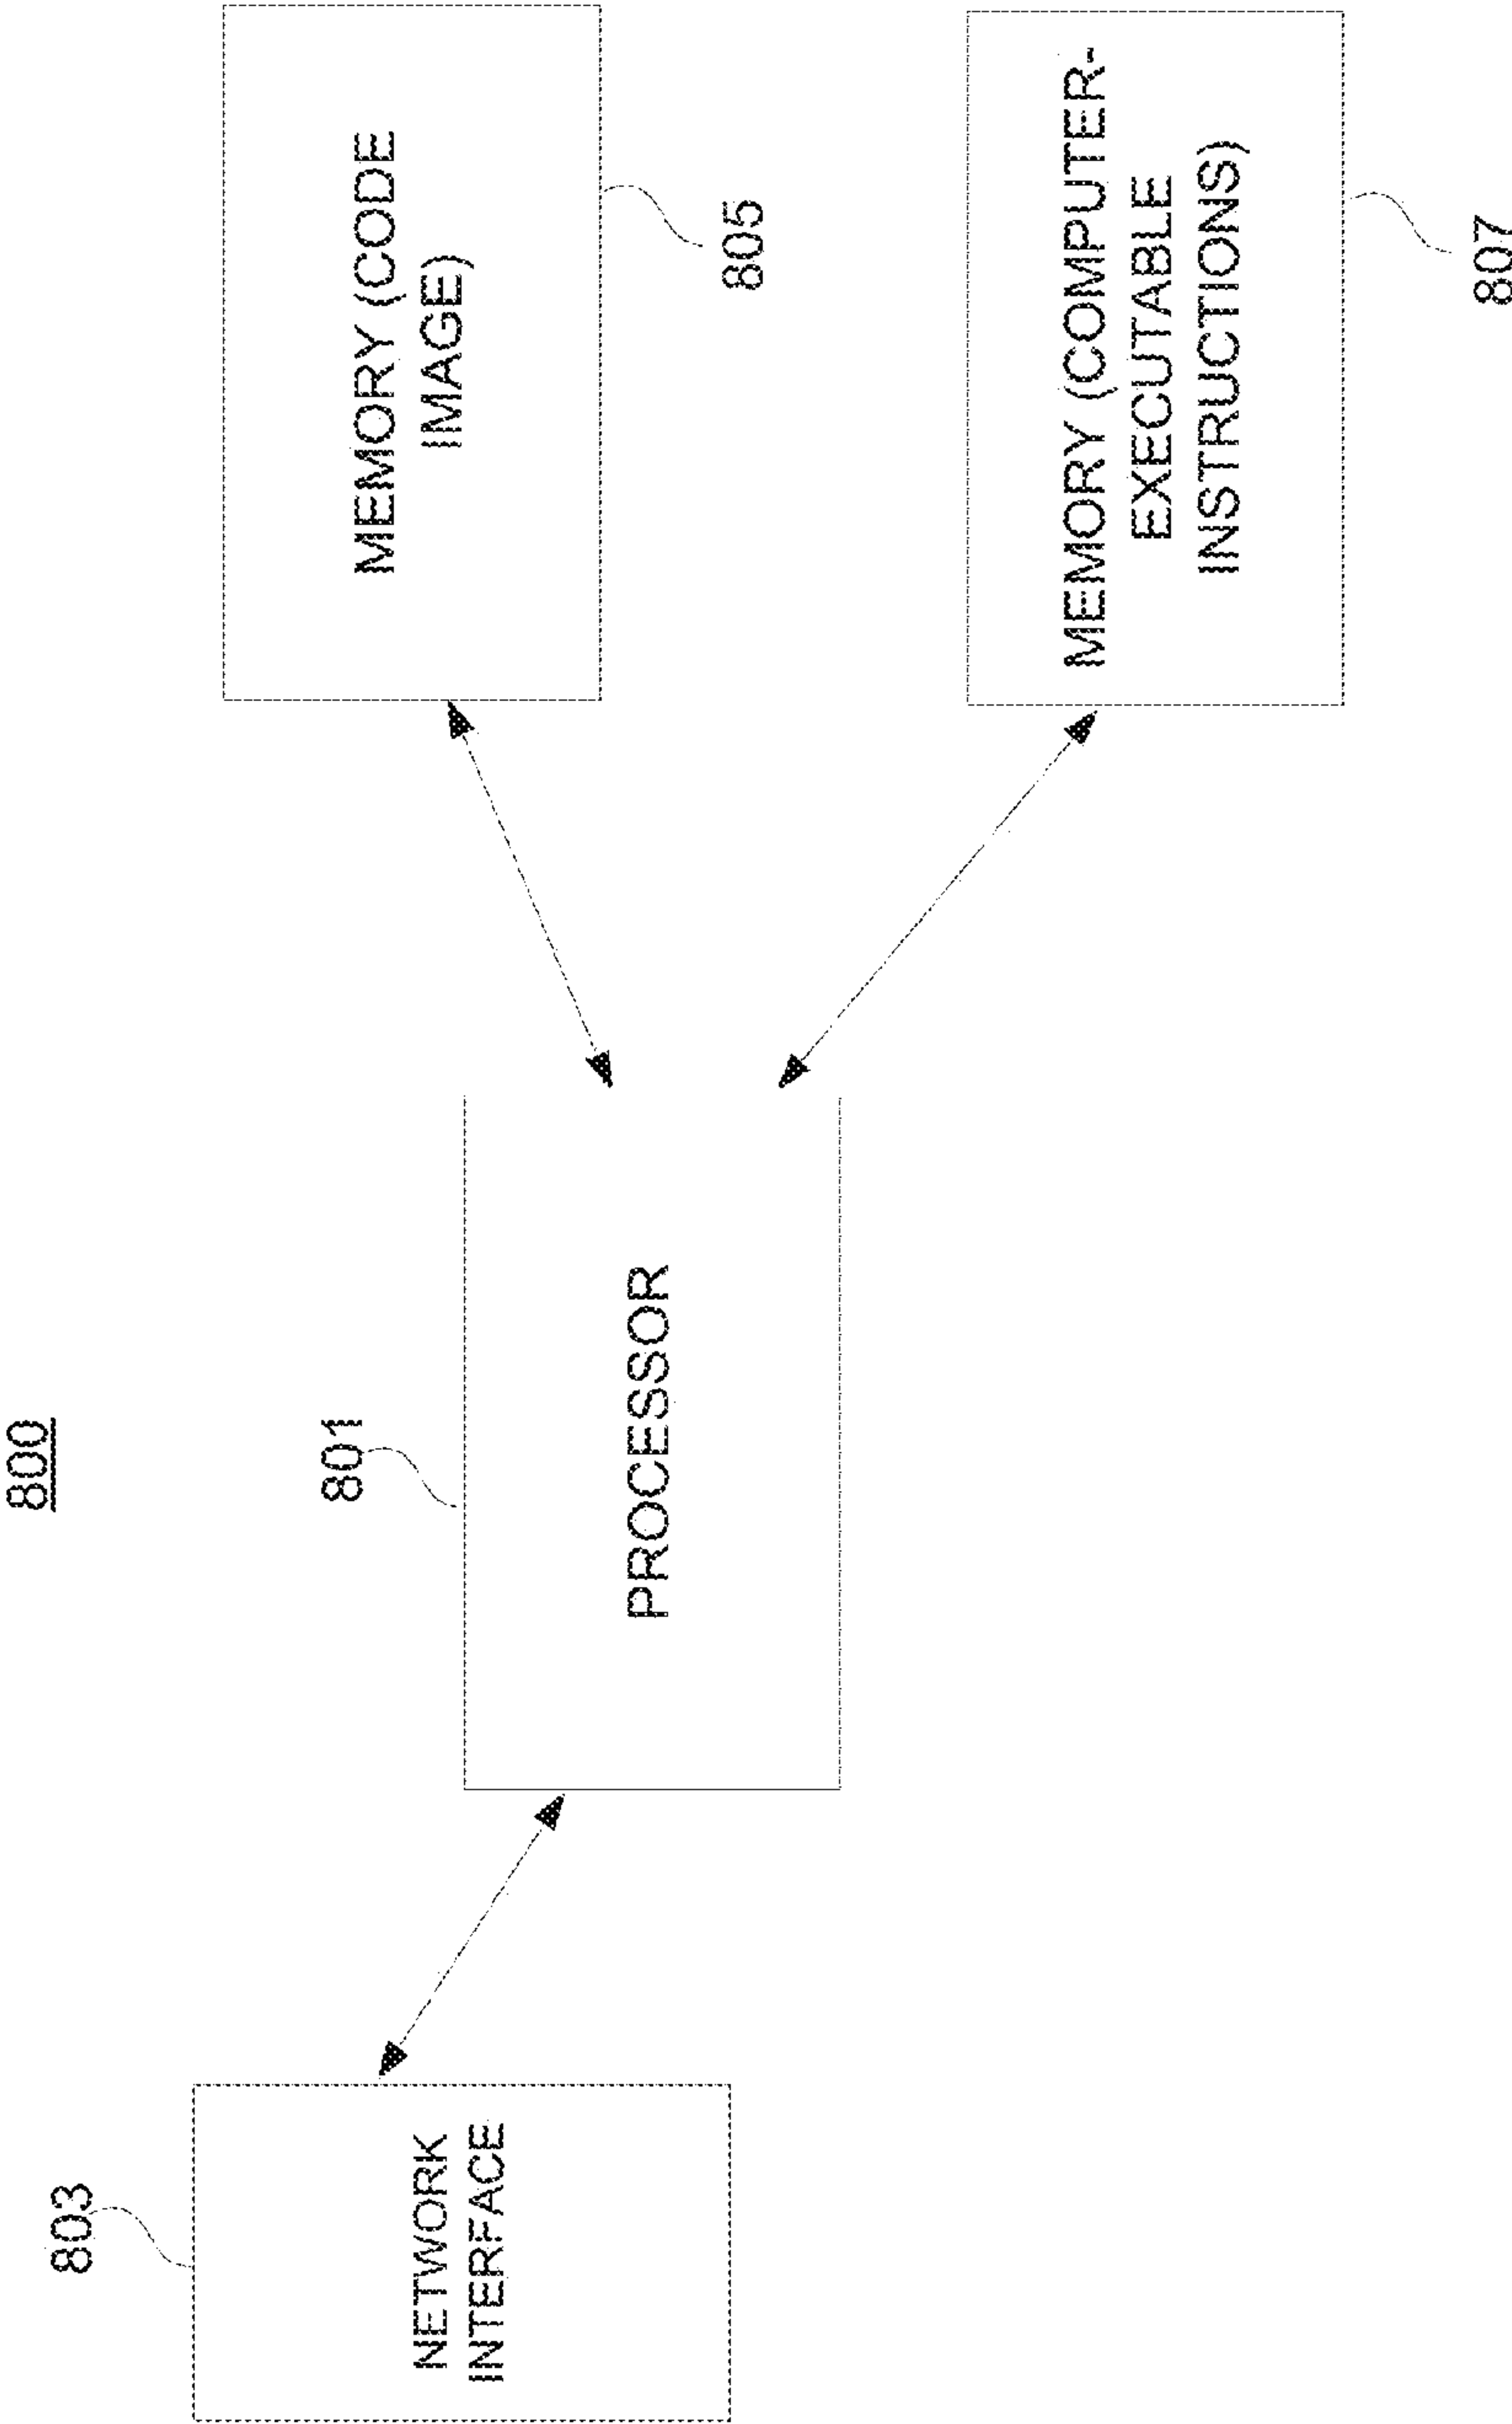 800
803
NETWORK
INTERFACE
801
PROCESSOR
MEMORY (CODE
IMAGE)
805
MEMORY (COMPUTER-
EXECUTABLE
INSTRUCTIONS)
807